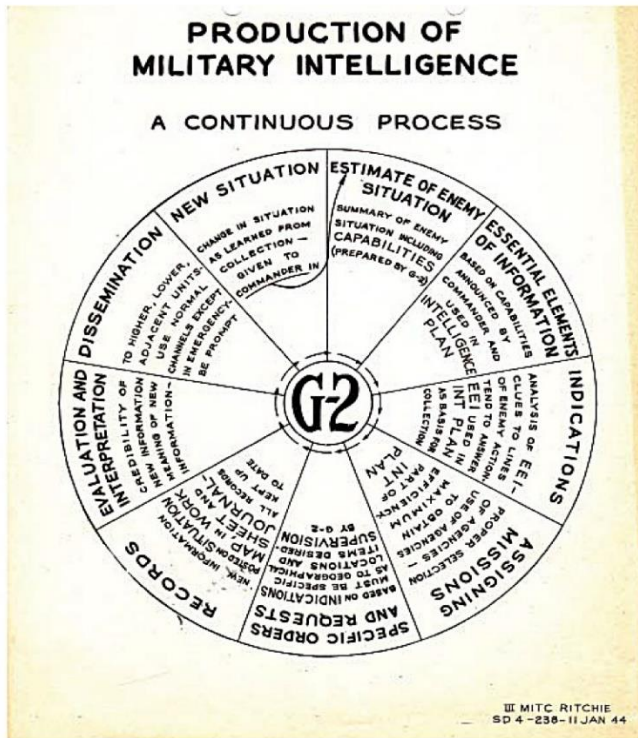 PRODUCTION OF
MILITARY INTELLIGENCE
A CONTINUOUS PROCESS
ESTIMATE OF ENEMY
SITUATION
SUMMARY OF ENEMY
SITUATION INCLUDING
CAPABILITIES
(PREPARED BY G-2)
ESSENTIAL ELEMENTS
OF INFORMATION
BASED ON CAPABILITIES
ANNOUNCED BY
COMMANDER AND
USED IN
INTELLIGENCE
PLAN
INDICATIONS
ANALYSIS OF EEI-
CLUES TO LINES
OF ENEMY ACTION-
TEND TO ANSWER
EEI USED IN
INT PLAN
AS BASIS FOR
COLLECTION
ASSIGNING
MISSIONS
PROPER SELECTION
OF AGENCIES —
USE OF AGENCIES
TO OBTAIN
MAXIMUM
EFFICIENCY-
PART OF
INT
PLAN
SPECIFIC ORDERS
AND REQUESTS
BASED ON INDICATIONS
MUST BE SPECIFIC
AS TO GEOGRAPHICAL
LOCATIONS AND
ITEMS DESIRED-
SUPERVISION
BY G-2
RECORDS
NEW INFORMATION
POSTED ON SITUATION
MAP, IN WORK
SHEET, AND
JOURNAL-
ALL RECORDS
KEPT UP
TO DATE
EVALUATION AND
INTERPRETATION
CREDIBILITY OF
NEW INFORMATION
MEANING OF NEW
INFORMATION-
DISSEMINATION
TO HIGHER, LOWER,
ADJACENT UNITS-
USE NORMAL
CHANNELS EXCEPT
IN EMERGENCY-
BE PROMPT
NEW SITUATION
CHANGE IN SITUATION
AS LEARNED FROM
COLLECTION —
GIVEN TO
COMMANDER IN
G-2
III MITC RITCHIE
SD 4-238-11 JAN 44